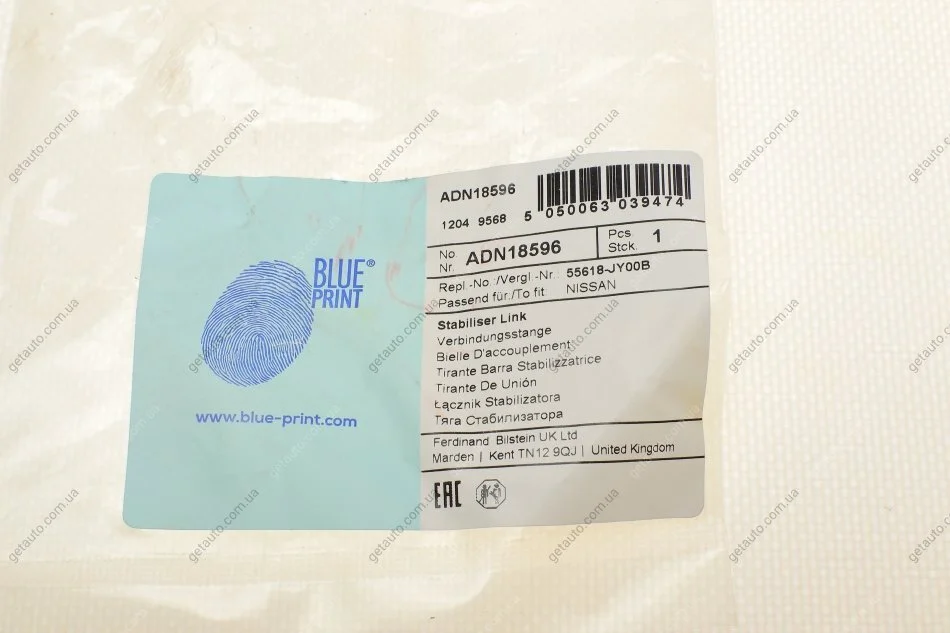 BLUE®
PRINT
www.blue-print.com
ADN18596
1204 9568
5 050063 039474
No.
Nr. ADN18596
Pcs.
Stck. 1
Repl.-No.:/Vergl.-Nr.: 55618-JY00B
Passend für:/To fit: NISSAN
Stabiliser Link
Verbindungsstange
Bielle D'accouplement
Tirante Barra Stabilizzatrice
Tirante De Unión
Łącznik Stabilizatora
Тяга Стабилизатора
Ferdinand Bilstein UK Ltd
Marden | Kent TN12 9QJ | United Kingdom
EAC
getauto.com.ua